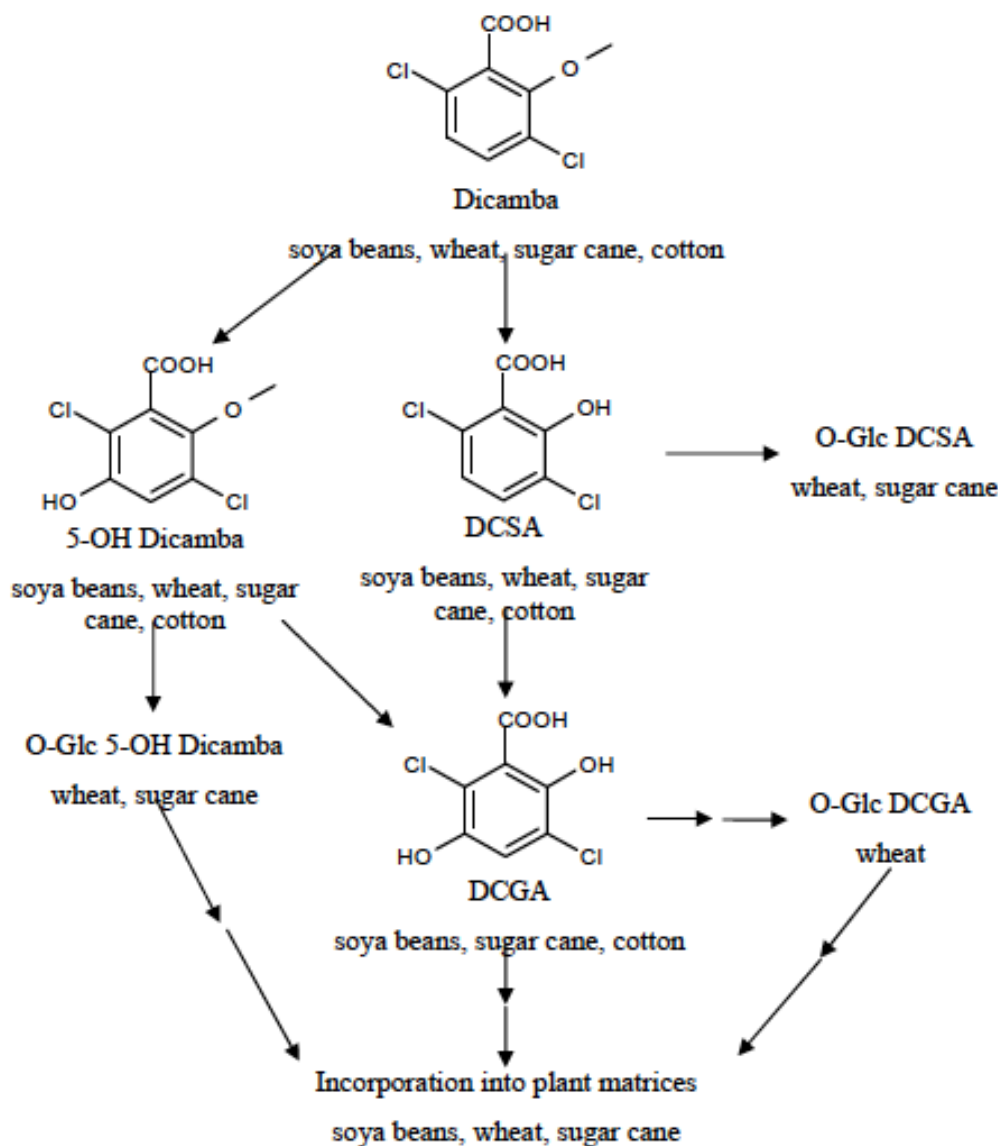 COOH
Cl
O
Cl
Dicamba
soya beans, wheat, sugar cane, cotton
COOH
Cl
O
HO
Cl
5-OH Dicamba
soya beans, wheat, sugar
cane, cotton
COOH
Cl
OH
Cl
DCSA
soya beans, wheat, sugar
cane, cotton
O-Glc DCSA
wheat, sugar cane
O-Glc 5-OH Dicamba
wheat, sugar cane
COOH
Cl
OH
HO
Cl
DCGA
soya beans, sugar cane, cotton
O-Glc DCGA
wheat
Incorporation into plant matrices
soya beans, wheat, sugar cane